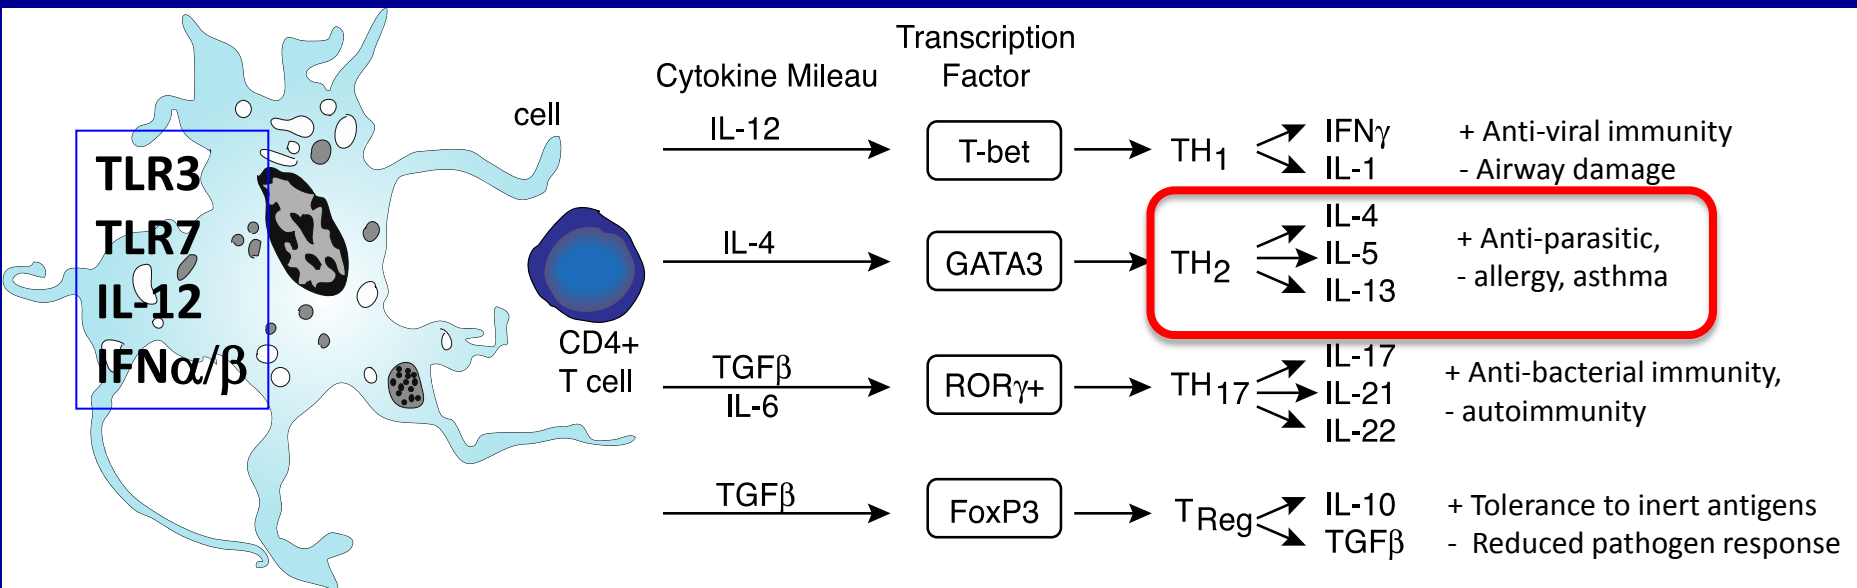 Transcription
Cytokine Mileau Factor
cell
TLR3
TLR7
IL-12
IFNα/β
CD4+
T cell
IL-12 T-bet TH1 IFNγ + Anti-viral immunity
IL-1 - Airway damage
IL-4 GATA3 TH2 IL-4 + Anti-parasitic,
IL-5 - allergy, asthma
IL-13
TGFβ RORγ+ TH17 IL-17 + Anti-bacterial immunity,
IL-6 IL-21 - autoimmunity
IL-22
TGFβ FoxP3 TReg IL-10 + Tolerance to inert antigens
TGFβ - Reduced pathogen response